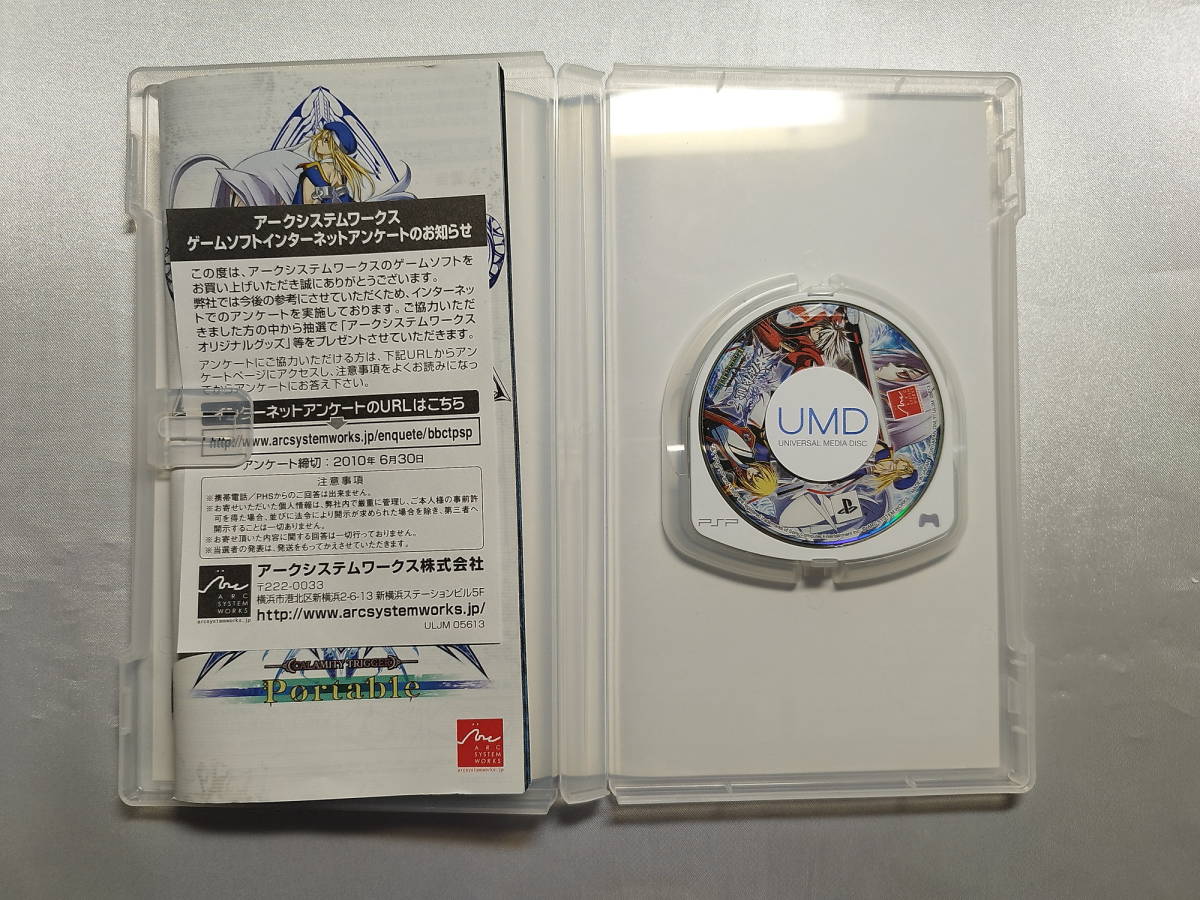 アークシステムワークス
ゲームソフトインターネットアンケートのお知らせ
この度は、アークシステムワークスのゲームソフトを
お買い上げいただき誠にありがとうございます。
弊社では今後の参考にさせていただくため、インターネッ
トでのアンケートを実施しております。ご協力いただ
きました方の中から抽選で「アークシステムワークス
オリジナルグッズ」等をプレゼントさせていただきます。
アンケートにご協力いただける方は、下記URLからアン
ケートページにアクセスし、注意事項をよくお読みになっ
てからアンケートにお答え下さい。
インターネットアンケートのURLはこちら
http://www.arcsystemworks.jp/enquete/bbctpsp
アンケート締切：2010年 6月30日
注意事項
※携帯電話／PHSからのご回答は出来ません。
※お寄せいただいた個人情報は、弊社内で厳重に管理し、ご本人様の事前許
可を得た場合、並びに法令により開示が求められた場合を除き、第三者へ
開示することは一切ありません。
※お寄せ頂いた内容に関する回答は一切行っておりません。
※当選者の発表は、発送をもってかえさせていただきます。
Arc
ARC
SYSTEM
WORKS
arcsystemworks.jp
アークシステムワークス株式会社
〒222-0033
横浜市港北区新横浜2-6-13 新横浜ステーションビル5F
http://www.arcsystemworks.jp/
ULJM 05613
CALAMITY TRIGGER
Portable
Arc
ARC
SYSTEM
WORKS
arcsystemworks.jp
UMD
UNIVERSAL MEDIA DISC
PSP